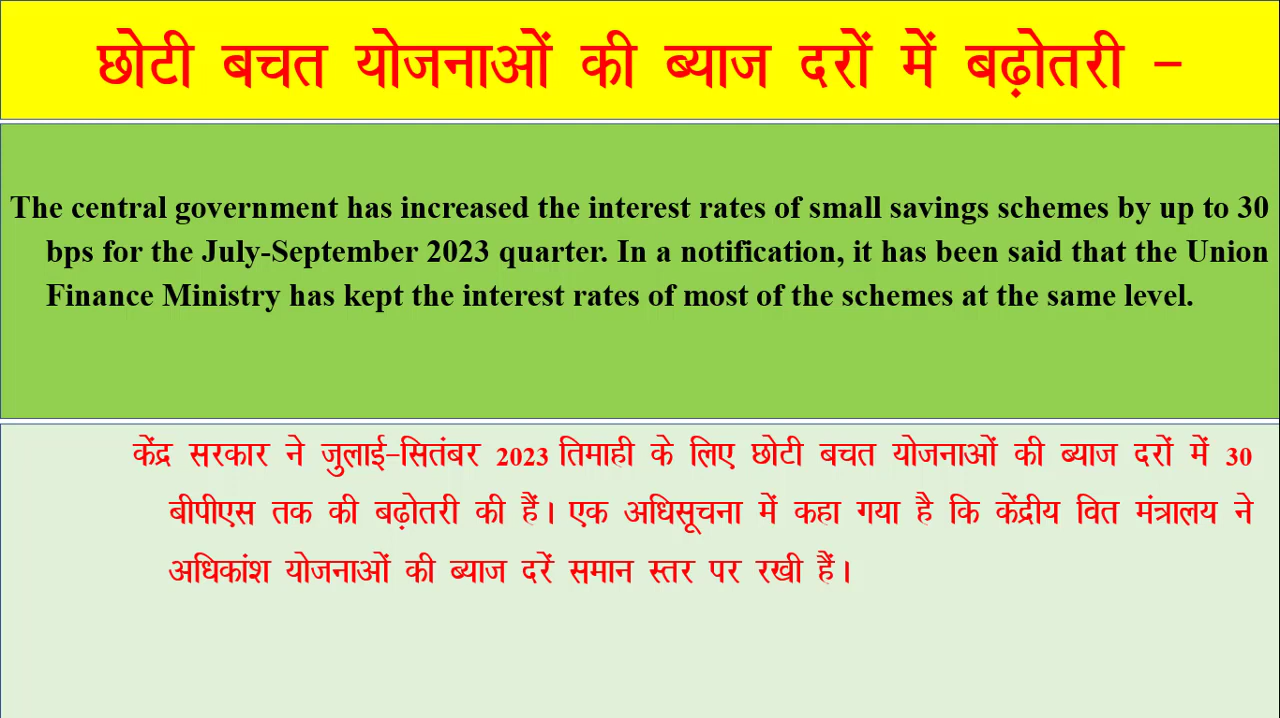 छोटी बचत योजनाओं की ब्याज दरों में बढ़ोतरी -
The central government has increased the interest rates of small savings schemes by up to 30
bps for the July-September 2023 quarter. In a notification, it has been said that the Union
Finance Ministry has kept the interest rates of most of the schemes at the same level.
केंद्र सरकार ने जुलाई-सितंबर 2023 तिमाही के लिए छोटी बचत योजनाओं की ब्याज दरों में 30
बीपीएस तक की बढ़ोतरी की हैं। एक अधिसूचना में कहा गया है कि केंद्रीय वित मंत्रालय ने
अधिकांश योजनाओं की ब्याज दरें समान स्तर पर रखी हैं।